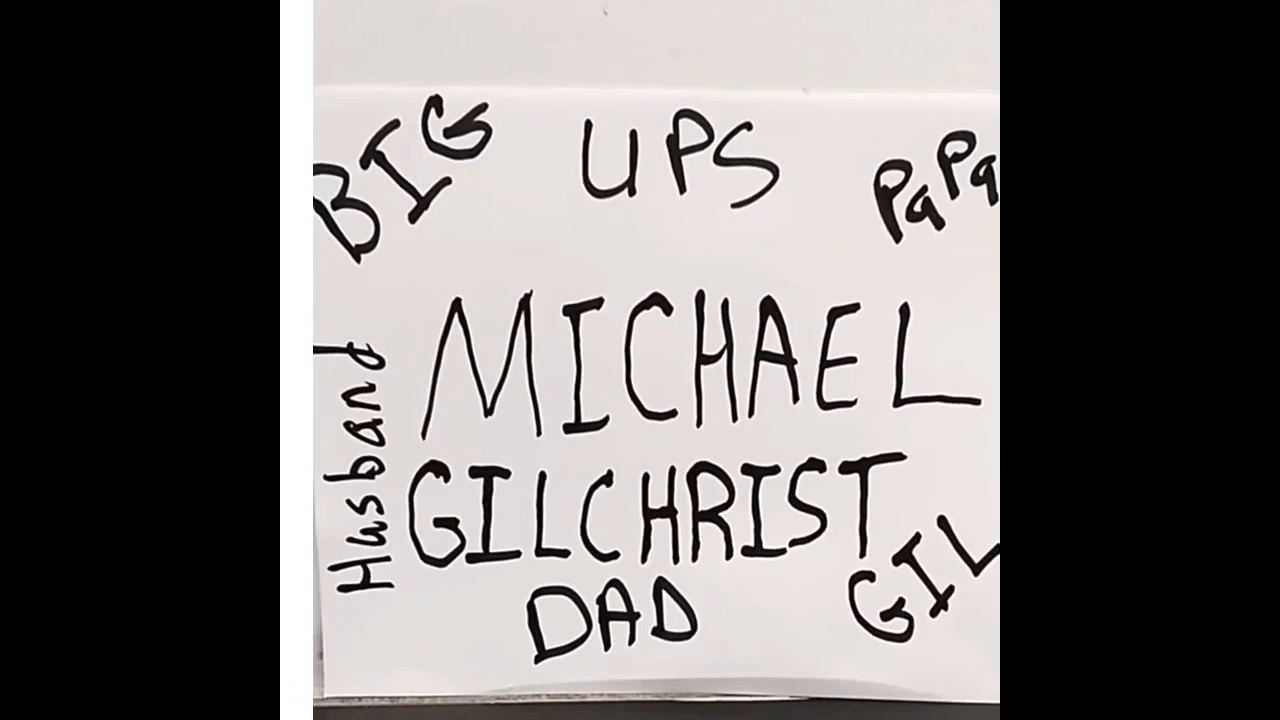 BIG UPS PaPa
MICHAEL
Husband
GILCHRIST
GIL
DAD